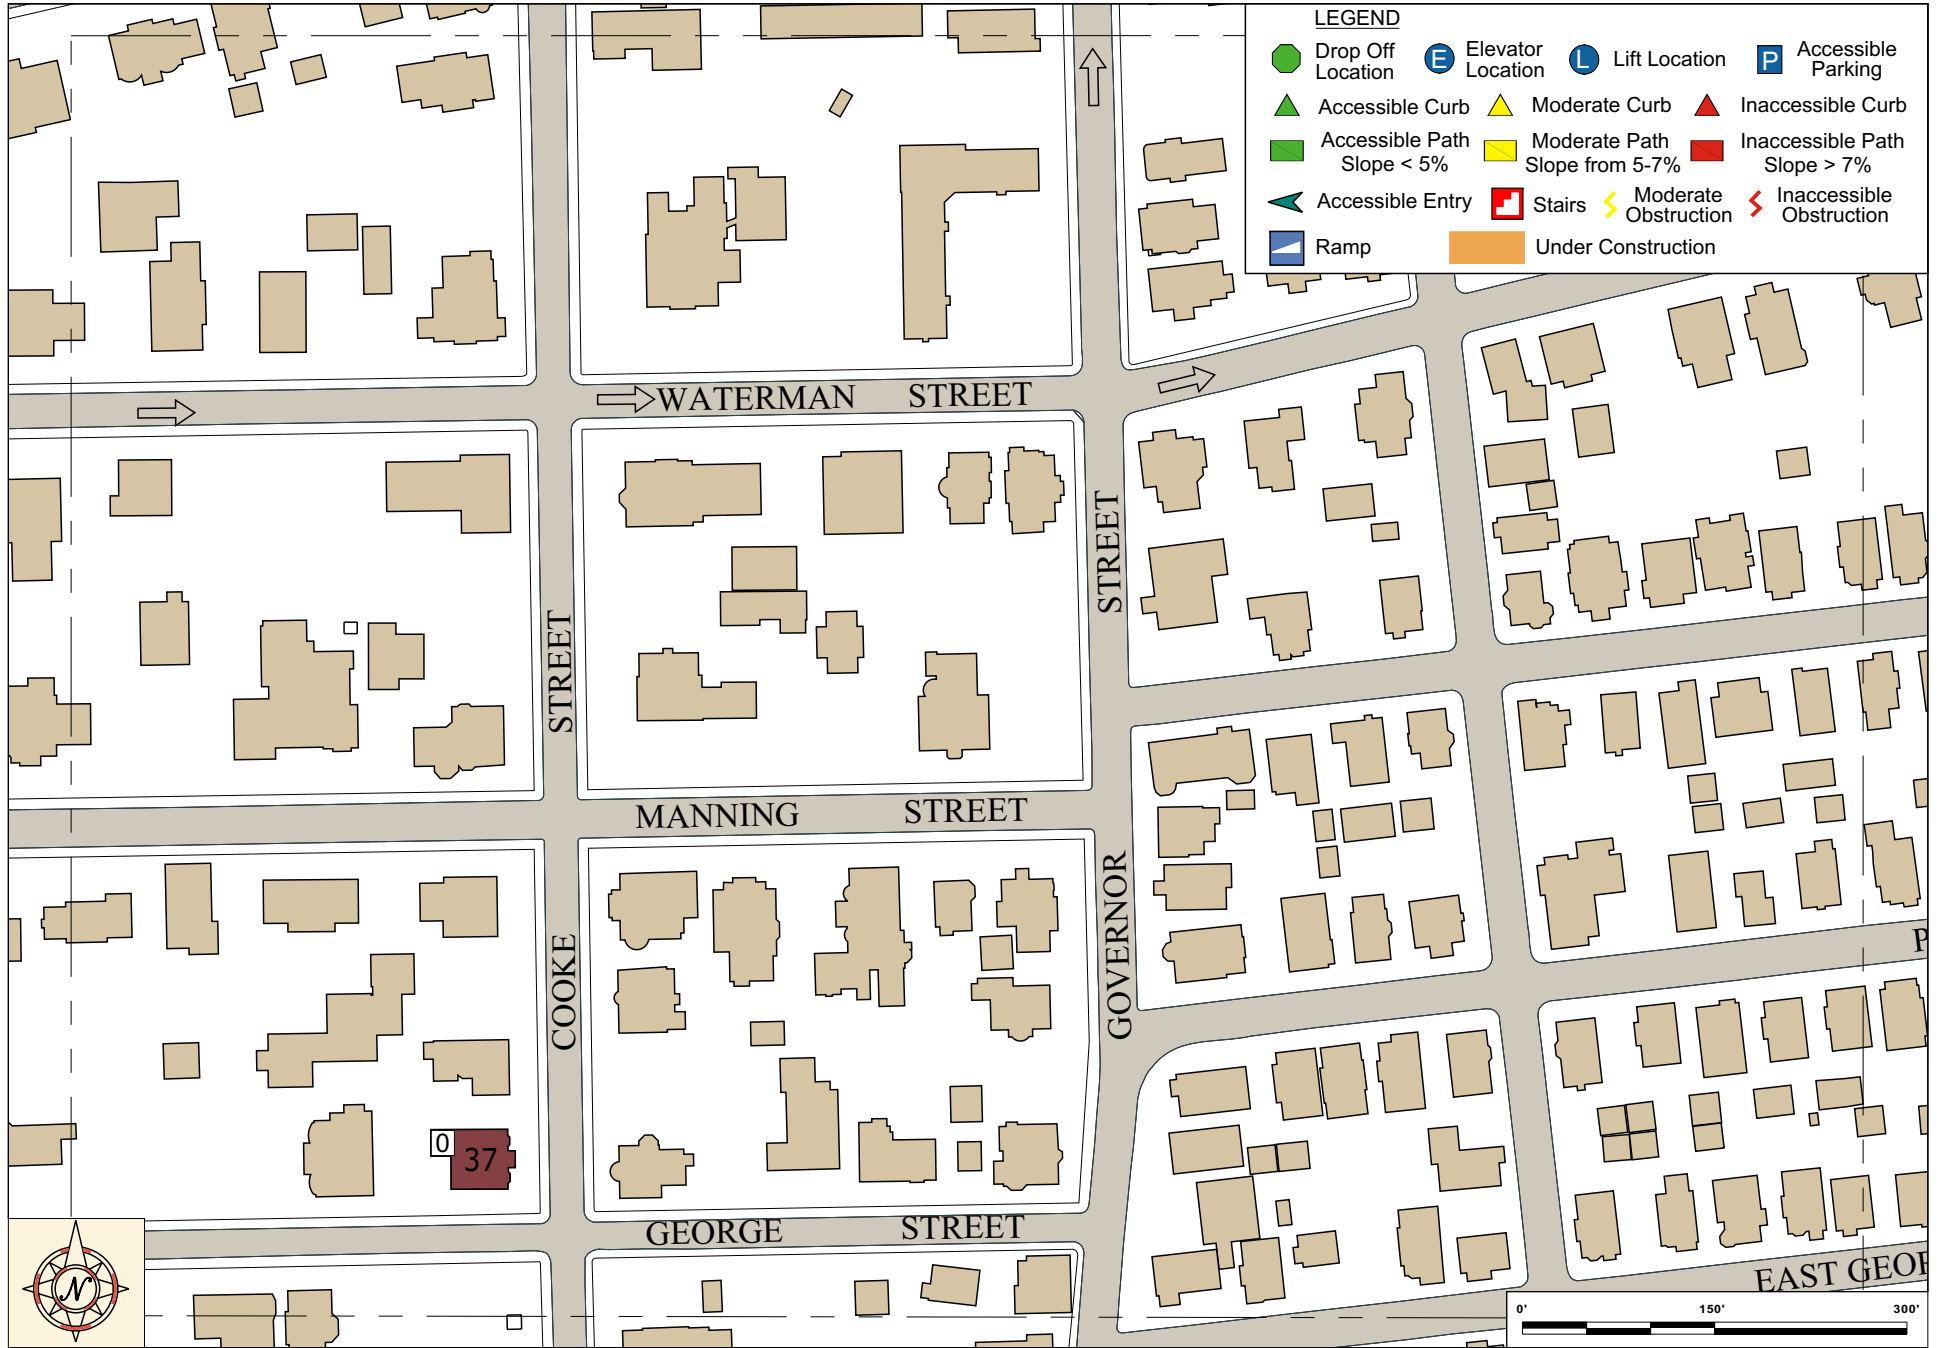 LEGEND
Drop Off
Location
E
Elevator
Location
L
Lift Location
P
Accessible
Parking
Accessible Curb
Moderate Curb
Inaccessible Curb
Accessible Path
Slope < 5%
Moderate Path
Slope from 5-7%
Inaccessible Path
Slope > 7%
Accessible Entry
Stairs
Moderate
Obstruction
Inaccessible
Obstruction
Ramp
Under Construction
WATERMAN STREET
STREET
STREET
MANNING STREET
COOKE
GOVERNOR
P
0
37
GEORGE STREET
EAST GEOR
N
0' 150' 300'